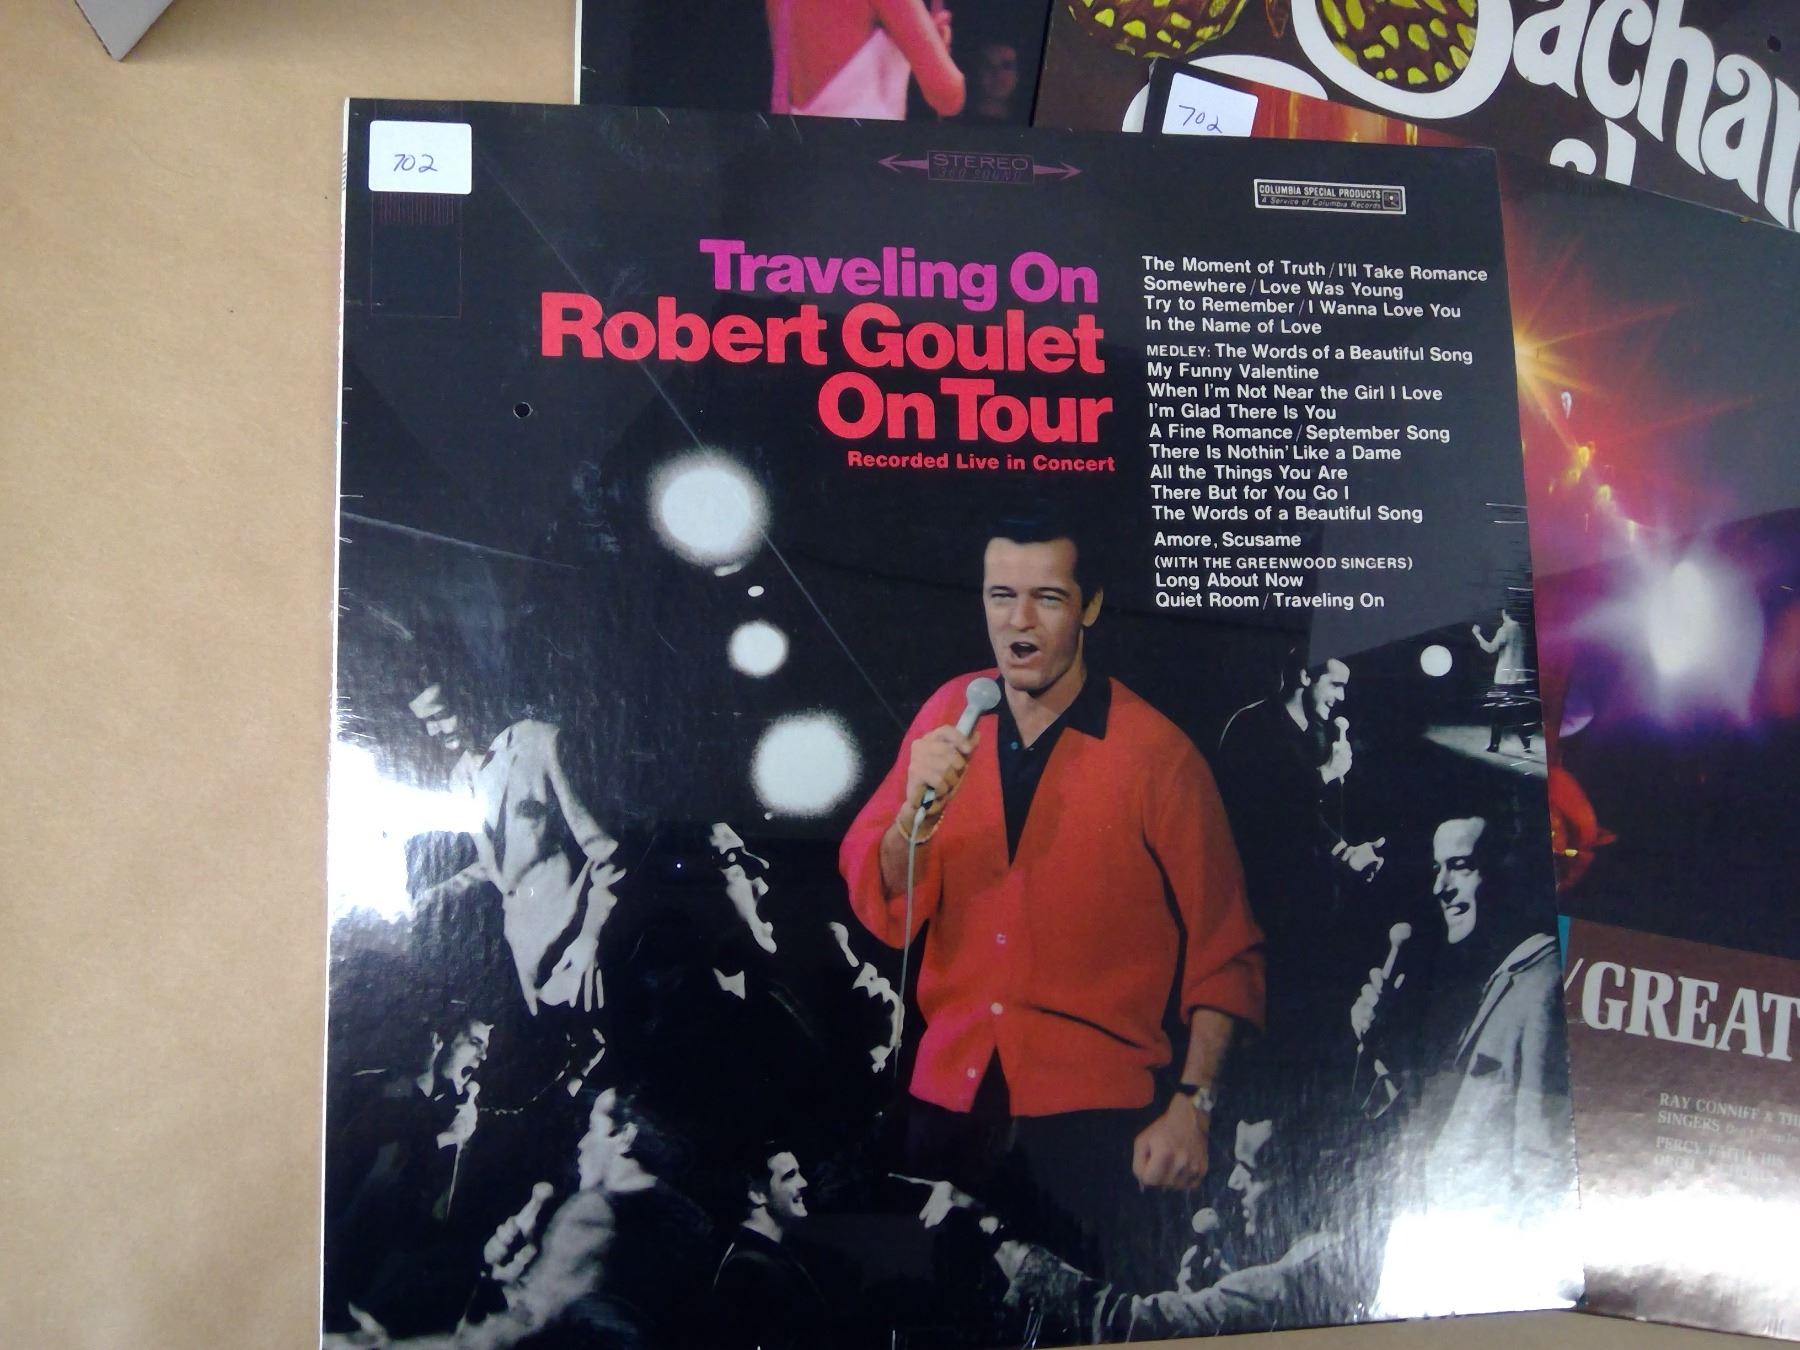 702
STEREO
360 SOUND
COLUMBIA SPECIAL PRODUCTS
A Service of Columbia Records
Traveling On
Robert Goulet
On Tour
Recorded Live in Concert
The Moment of Truth / I'll Take Romance
Somewhere / Love Was Young
Try to Remember / I Wanna Love You
In the Name of Love
MEDLEY: The Words of a Beautiful Song
My Funny Valentine
When I'm Not Near the Girl I Love
I'm Glad There Is You
A Fine Romance / September Song
There Is Nothin' Like a Dame
All the Things You Are
There But for You Go I
The Words of a Beautiful Song
Amore, Scusame
(WITH THE GREENWOOD SINGERS)
Long About Now
Quiet Room / Traveling On
702
achar
/GREAT
RAY CONNIFF & THE
SINGERS
PERCY FAITH HIS